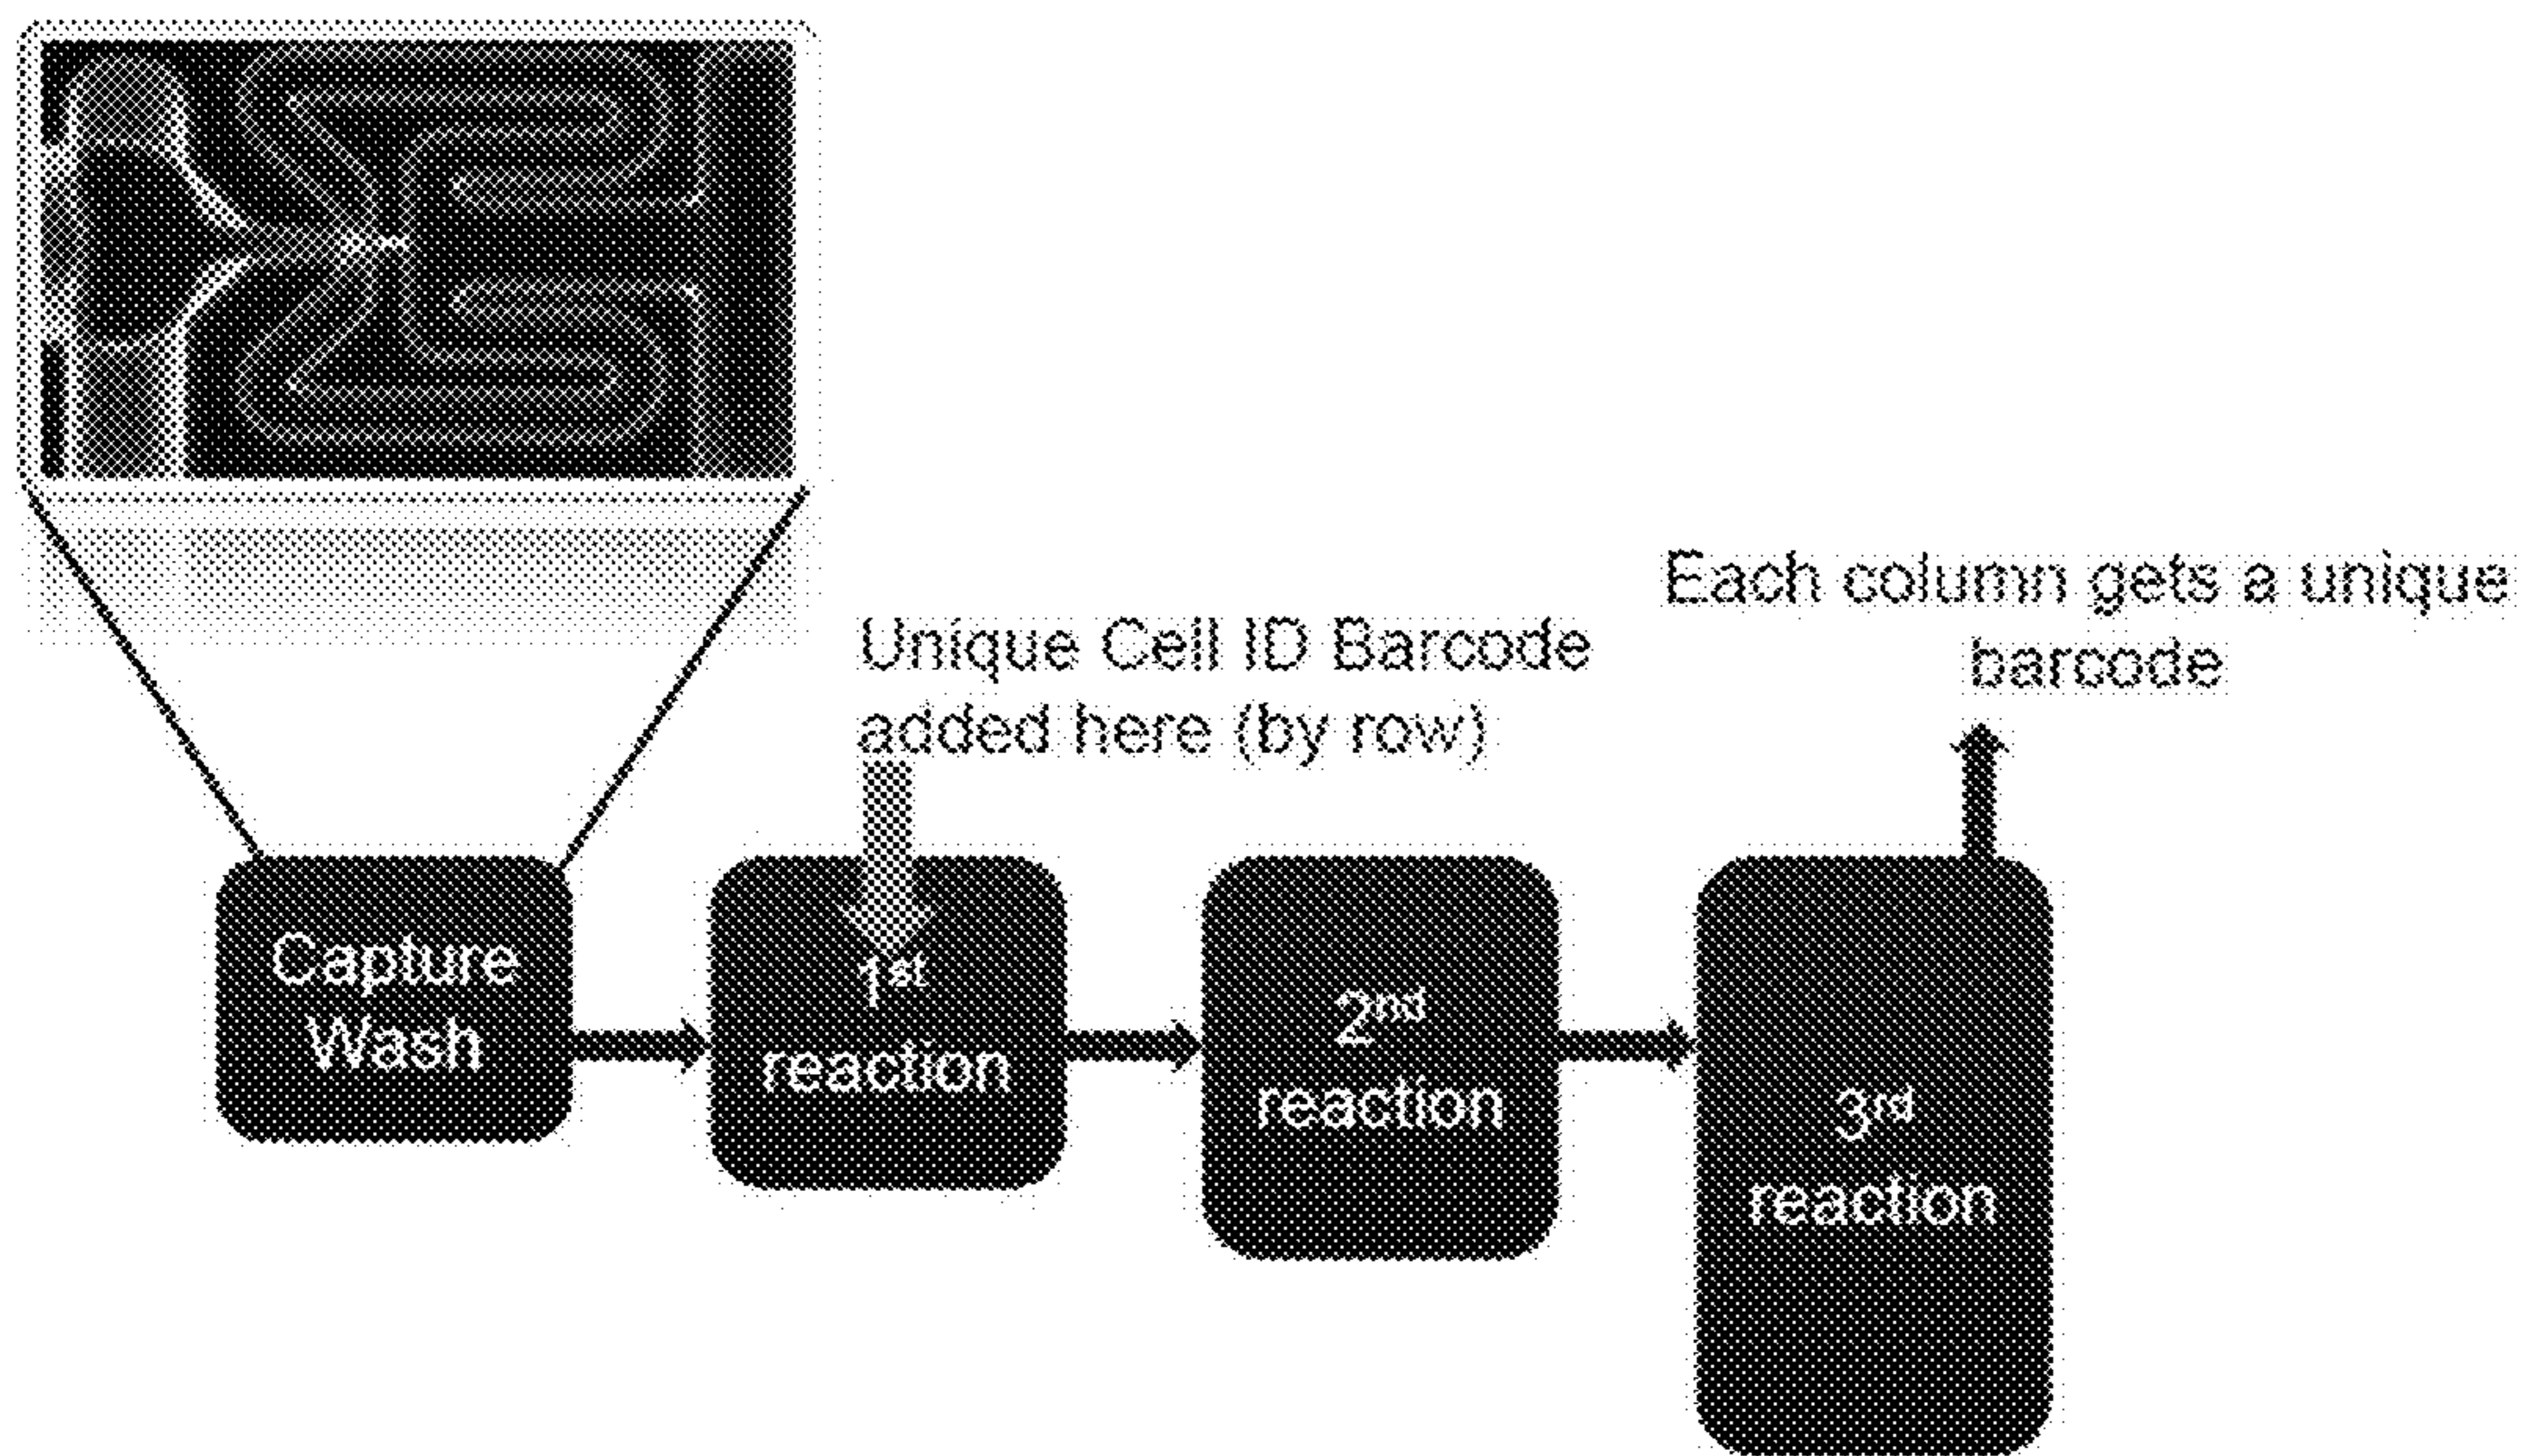 Each column gets a unique
barcode
Unique Cell ID Barcode
added here (by row)
Capture
Wash
1st
reaction
2nd
reaction
3rd
reaction